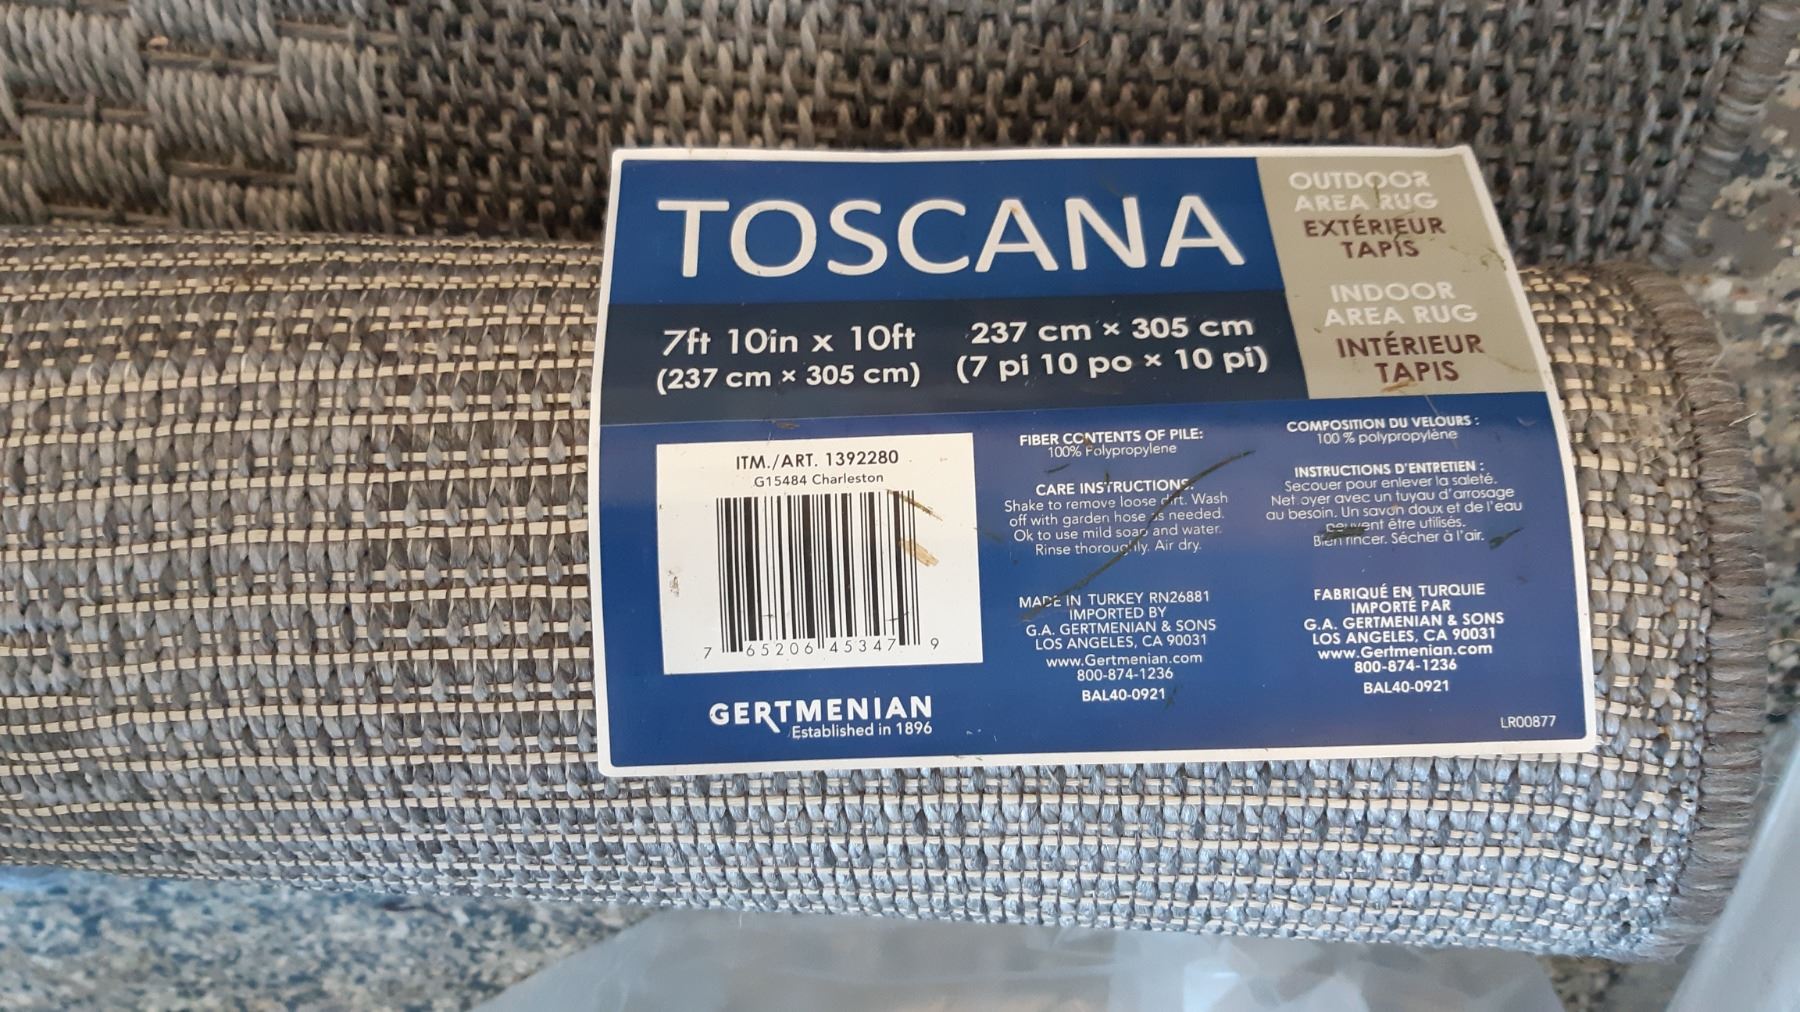 TOSCANA
OUTDOOR
AREA RUG
EXTÉRIEUR
TAPIS
INDOOR
AREA RUG
INTÉRIEUR
TAPIS
7ft 10in x 10ft
(237 cm × 305 cm)
237 cm × 305 cm
(7 pi 10 po × 10 pi)
ITM./ART. 1392280
G15484 Charleston
7 65206 45347 9
GERTMENIAN
Established in 1896
FIBER CONTENTS OF PILE:
100% Polypropylene
CARE INSTRUCTIONS:
Shake to remove loose dirt. Wash
off with garden hose as needed.
Ok to use mild soap and water.
Rinse thoroughly. Air dry.
MADE IN TURKEY RN26881
IMPORTED BY
G.A. GERTMENIAN & SONS
LOS ANGELES, CA 90031
www.Gertmenian.com
800-874-1236
BAL40-0921
COMPOSITION DU VELOURS :
100 % polypropylène
INSTRUCTIONS D'ENTRETIEN :
Secouer pour enlever la saleté.
Nettoyer avec un tuyau d'arrosage
au besoin. Un savon doux et de l'eau
peuvent être utilisés.
Bien rincer. Sécher à l'air.
FABRIQUÉ EN TURQUIE
IMPORTÉ PAR
G.A. GERTMENIAN & SONS
LOS ANGELES, CA 90031
www.Gertmenian.com
800-874-1236
BAL40-0921
LR00877